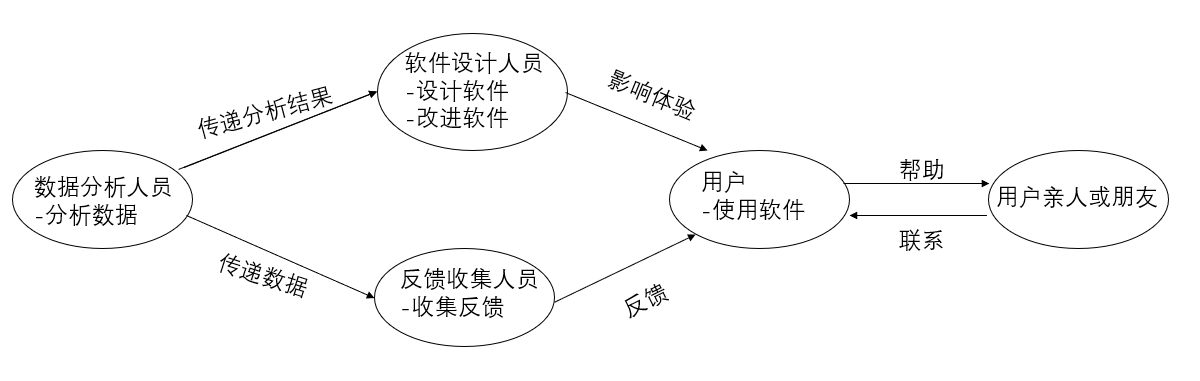 软件设计人员
-设计软件
-改进软件
影响体验
传递分析结果
数据分析人员
-分析数据
用户
-使用软件
帮助
用户亲人或朋友
联系
传递数据
反馈收集人员
-收集反馈
反馈